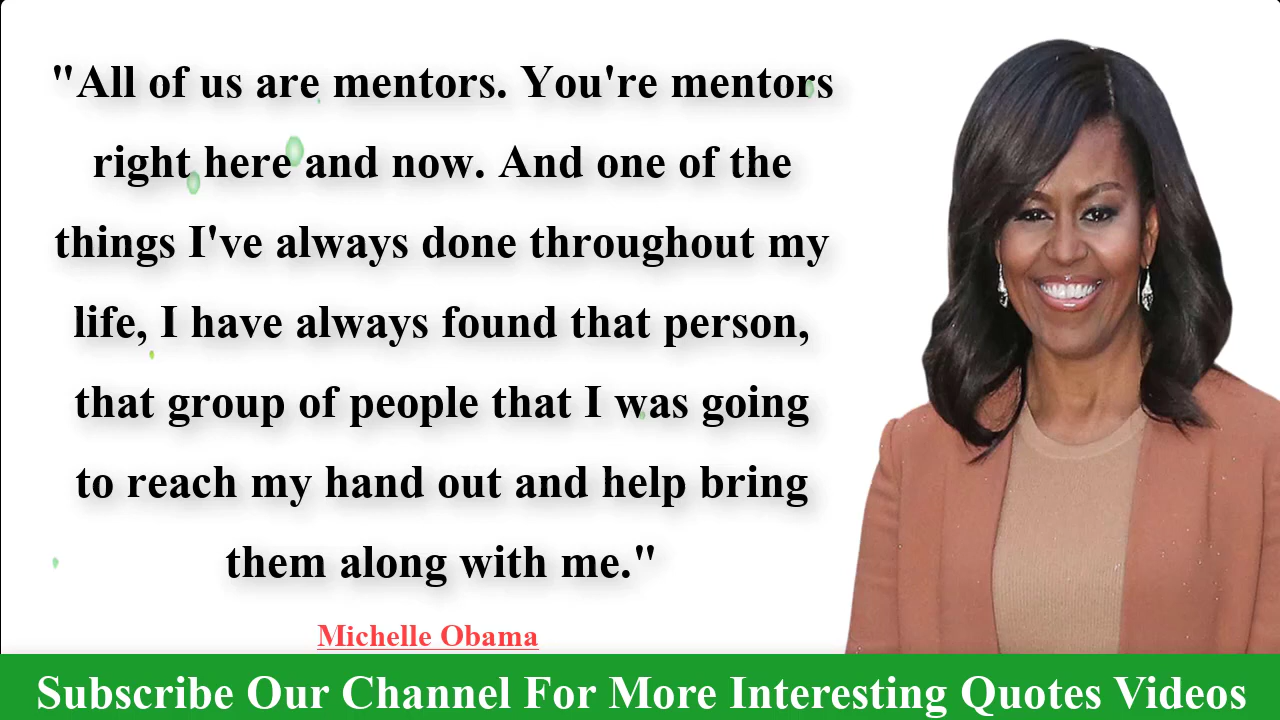 "All of us are mentors. You're mentors
right here and now. And one of the
things I've always done throughout my
life, I have always found that person,
that group of people that I was going
to reach my hand out and help bring
them along with me."
Michelle Obama
Subscribe Our Channel For More Interesting Quotes Videos